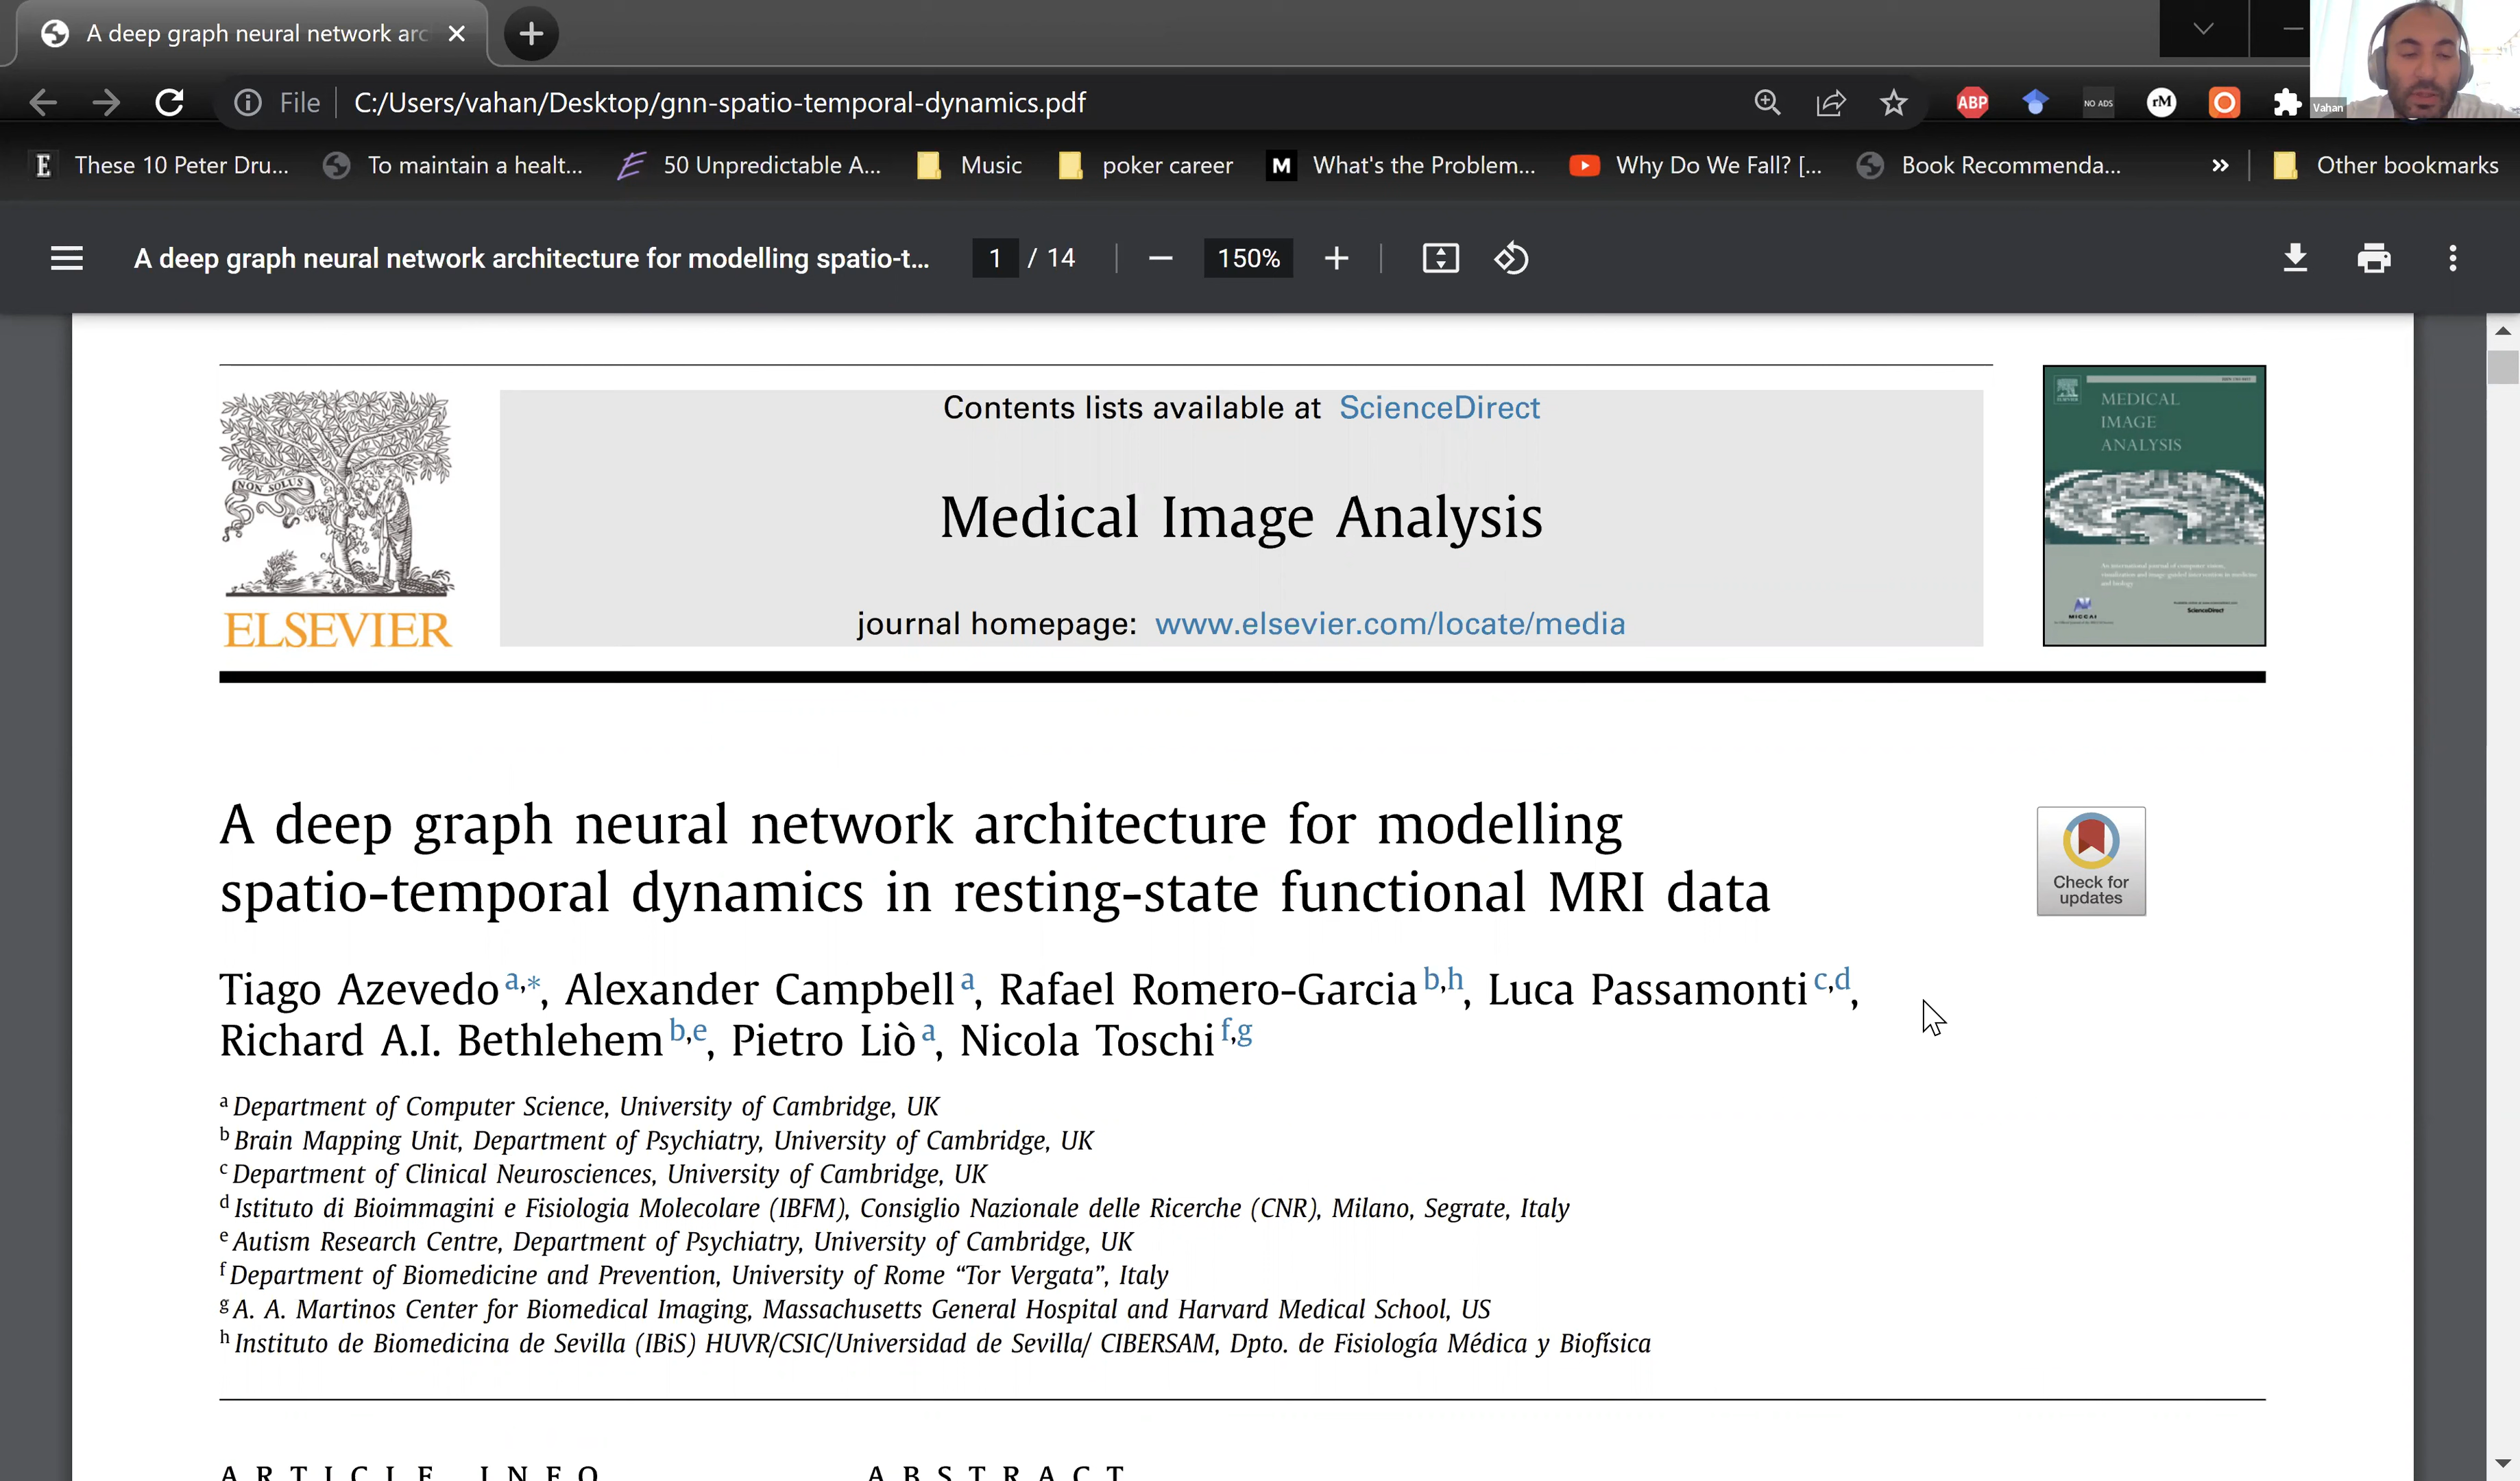 A deep graph neural network arc
File
C:/Users/vahan/Desktop/gnn-spatio-temporal-dynamics.pdf
ABP
NO ADS
rM
Vahan
E These 10 Peter Dru...
To maintain a healt...
50 Unpredictable A...
Music
poker career
M What's the Problem...
Why Do We Fall? [...
Book Recommenda...
»
Other bookmarks
A deep graph neural network architecture for modelling spatio-t...
1 / 14
150%
NON SOLUS
ELSEVIER
Contents lists available at ScienceDirect
Medical Image Analysis
journal homepage: www.elsevier.com/locate/media
MEDICAL
IMAGE
ANALYSIS
MICCAI
ScienceDirect
A deep graph neural network architecture for modelling
spatio-temporal dynamics in resting-state functional MRI data
Check for
updates
Tiago Azevedo a,*, Alexander Campbell a, Rafael Romero-Garcia b,h, Luca Passamonti c,d,
Richard A.I. Bethlehem b,e, Pietro Liò a, Nicola Toschi f,g
a Department of Computer Science, University of Cambridge, UK
b Brain Mapping Unit, Department of Psychiatry, University of Cambridge, UK
c Department of Clinical Neurosciences, University of Cambridge, UK
d Istituto di Bioimmagini e Fisiologia Molecolare (IBFM), Consiglio Nazionale delle Ricerche (CNR), Milano, Segrate, Italy
e Autism Research Centre, Department of Psychiatry, University of Cambridge, UK
f Department of Biomedicine and Prevention, University of Rome “Tor Vergata”, Italy
g A. A. Martinos Center for Biomedical Imaging, Massachusetts General Hospital and Harvard Medical School, US
h Instituto de Biomedicina de Sevilla (IBiS) HUVR/CSIC/Universidad de Sevilla/ CIBERSAM, Dpto. de Fisiología Médica y Biofísica
ARTICLE INFO
ABSTRACT